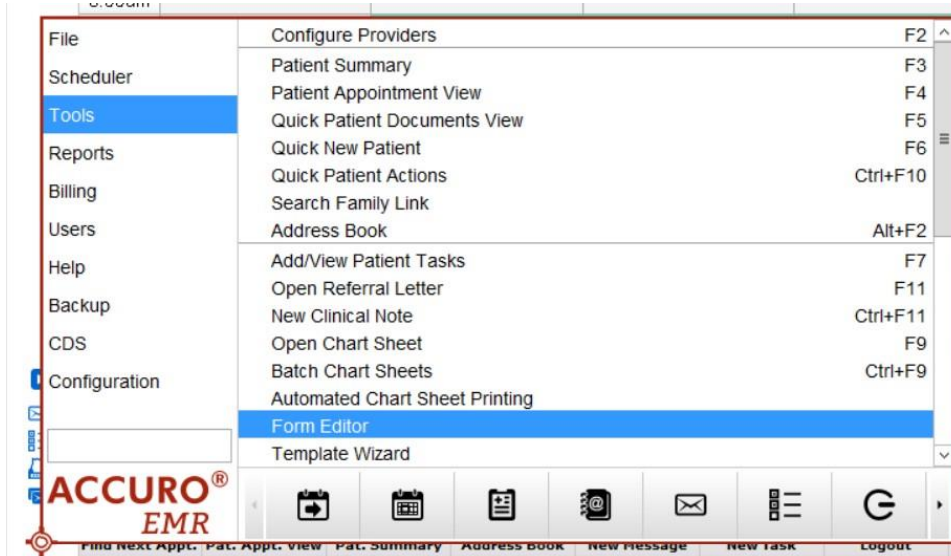 File
Scheduler
Tools
Reports
Billing
Users
Help
Backup
CDS
Configuration
Configure Providers F2
Patient Summary F3
Patient Appointment View F4
Quick Patient Documents View F5
Quick New Patient F6
Quick Patient Actions Ctrl+F10
Search Family Link
Address Book Alt+F2
Add/View Patient Tasks F7
Open Referral Letter F11
New Clinical Note Ctrl+F11
Open Chart Sheet F9
Batch Chart Sheets Ctrl+F9
Automated Chart Sheet Printing
Form Editor
Template Wizard
ACCURO®
EMR
Find Next Appt. Pat. Appt. View Pat. Summary Address Book New Message New Task Logout